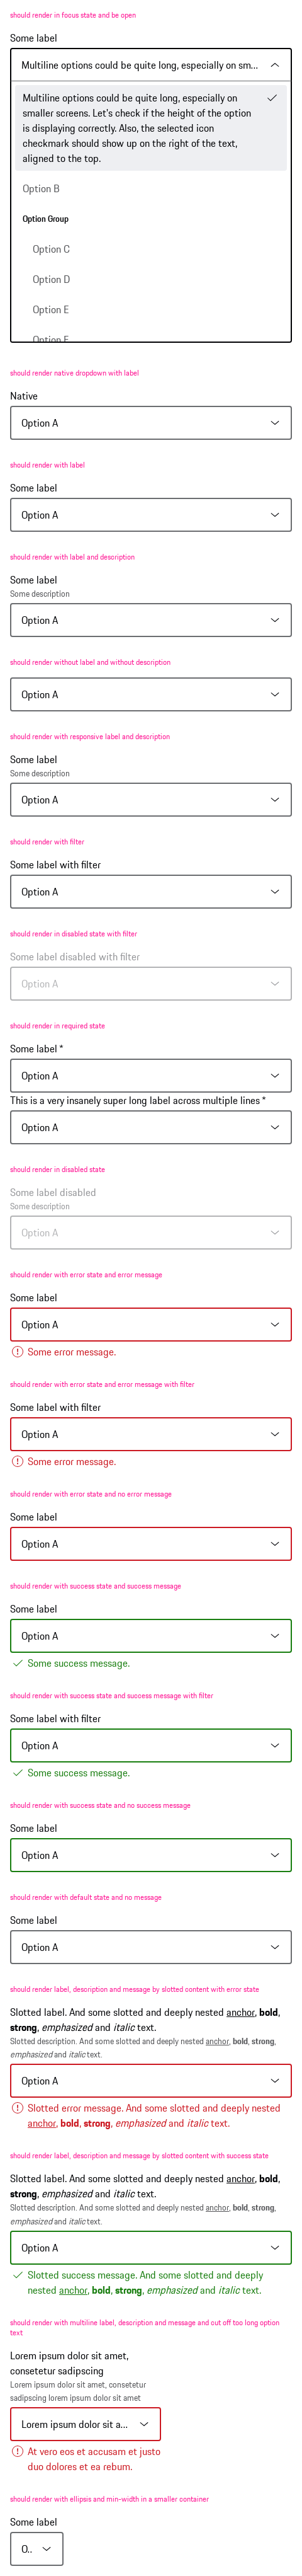 should render in focus state and be open
Some label
Multiline options could be quite long, especially on sm...
Multiline options could be quite long, especially on
smaller screens. Let's check if the height of the option
is displaying correctly. Also, the selected icon
checkmark should show up on the right of the text,
aligned to the top.
Option B
Option Group
Option C
Option D
Option E
Option F
should render native dropdown with label
Native
Option A
should render with label
Some label
Option A
should render with label and description
Some label
Some description
Option A
should render without label and without description
Option A
should render with responsive label and description
Some label
Some description
Option A
should render with filter
Some label with filter
Option A
should render in disabled state with filter
Some label disabled with filter
Option A
should render in required state
Some label *
Option A
This is a very insanely super long label across multiple lines *
Option A
should render in disabled state
Some label disabled
Some description
Option A
should render with error state and error message
Some label
Option A
Some error message.
should render with error state and error message with filter
Some label with filter
Option A
Some error message.
should render with error state and no error message
Some label
Option A
should render with success state and success message
Some label
Option A
Some success message.
should render with success state and success message with filter
Some label with filter
Option A
Some success message.
should render with success state and no success message
Some label
Option A
should render with default state and no message
Some label
Option A
should render label, description and message by slotted content with error state
Slotted label. And some slotted and deeply nested anchor, bold,
strong, emphasized and italic text.
Slotted description. And some slotted and deeply nested anchor, bold, strong,
emphasized and italic text.
Option A
Slotted error message. And some slotted and deeply nested
anchor, bold, strong, emphasized and italic text.
should render label, description and message by slotted content with success state
Slotted label. And some slotted and deeply nested anchor, bold,
strong, emphasized and italic text.
Slotted description. And some slotted and deeply nested anchor, bold, strong,
emphasized and italic text.
Option A
Slotted success message. And some slotted and deeply
nested anchor, bold, strong, emphasized and italic text.
should render with multiline label, description and message and cut off too long option
text
Lorem ipsum dolor sit amet,
consetetur sadipscing
Lorem ipsum dolor sit amet, consetetur
sadipscing lorem ipsum dolor sit amet
Lorem ipsum dolor sit a...
At vero eos et accusam et justo
duo dolores et ea rebum.
should render with ellipsis and min-width in a smaller container
Some label
O..